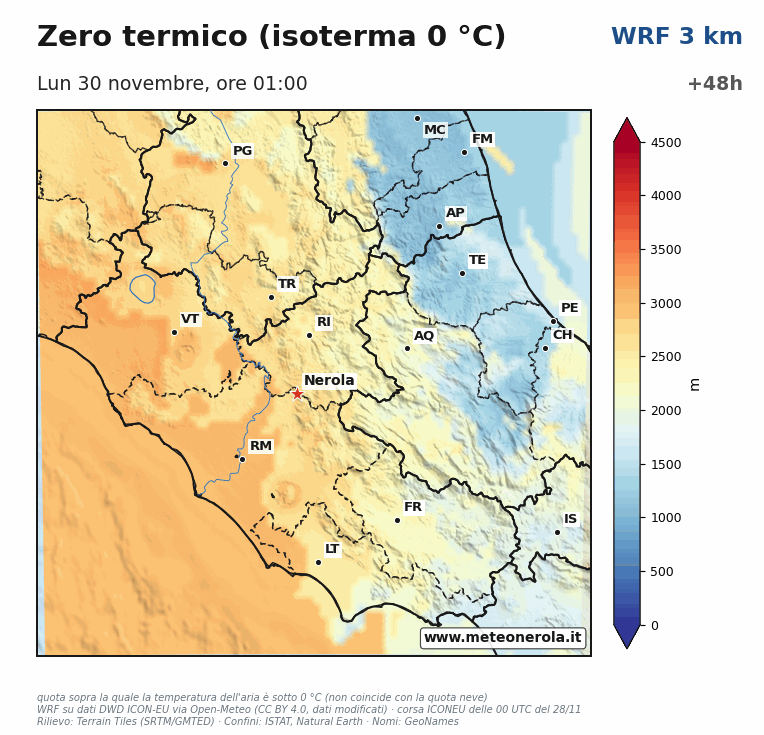 Zero termico (isoterma 0 °C)
WRF 3 km
Lun 30 novembre, ore 01:00
+48h
MC
FM
PG
AP
TE
TR
PE
VT
RI
AQ
CH
Nerola
RM
FR
IS
LT
www.meteonerola.it
4500
4000
3500
3000
2500
2000
1500
1000
500
0
m
quota sopra la quale la temperatura dell'aria è sotto 0 °C (non coincide con la quota neve)
WRF su dati DWD ICON-EU via Open-Meteo (CC BY 4.0, dati modificati) · corsa ICONEU delle 00 UTC del 28/11
Rilievo: Terrain Tiles (SRTM/GMTED) · Confini: ISTAT, Natural Earth · Nomi: GeoNames